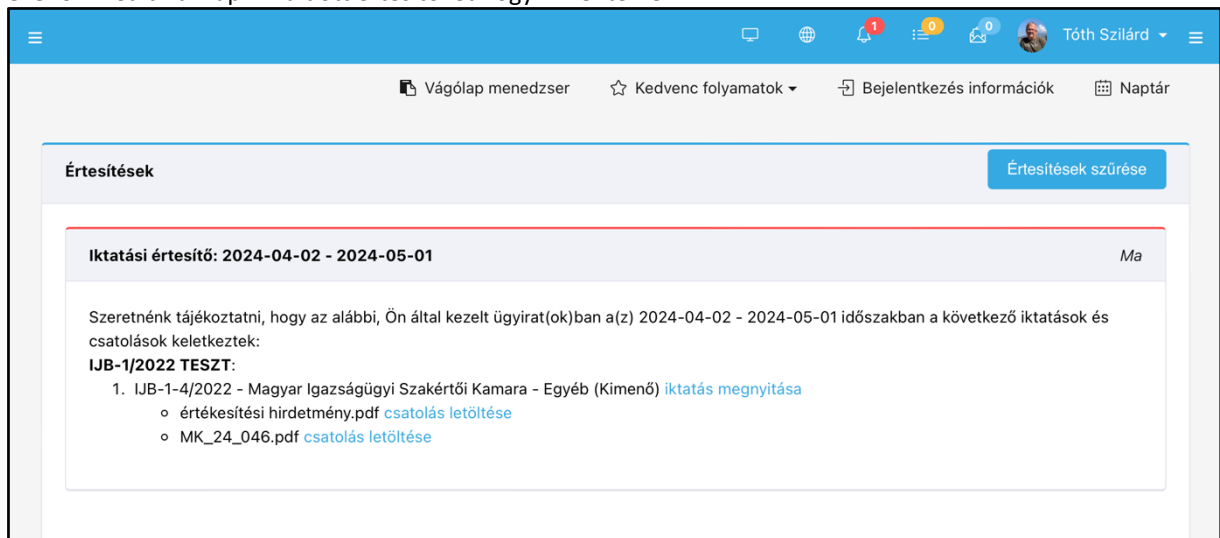 1
0
0
Tóth Szilárd
Vágólap menedzser
Kedvenc folyamatok
Bejelentkezés információk
Naptár
Értesítések
Értesítések szűrése
Iktatási értesítő: 2024-04-02 - 2024-05-01
Ma
Szeretnénk tájékoztatni, hogy az alábbi, Ön által kezelt ügyirat(ok)ban a(z) 2024-04-02 - 2024-05-01 időszakban a következő iktatások és
csatolások keletkeztek:
IJB-1/2022 TESZT:
1. IJB-1-4/2022 - Magyar Igazságügyi Szakértői Kamara - Egyéb (Kimenő) iktatás megnyitása
értékesítési hirdetmény.pdf csatolás letöltése
MK_24_046.pdf csatolás letöltése